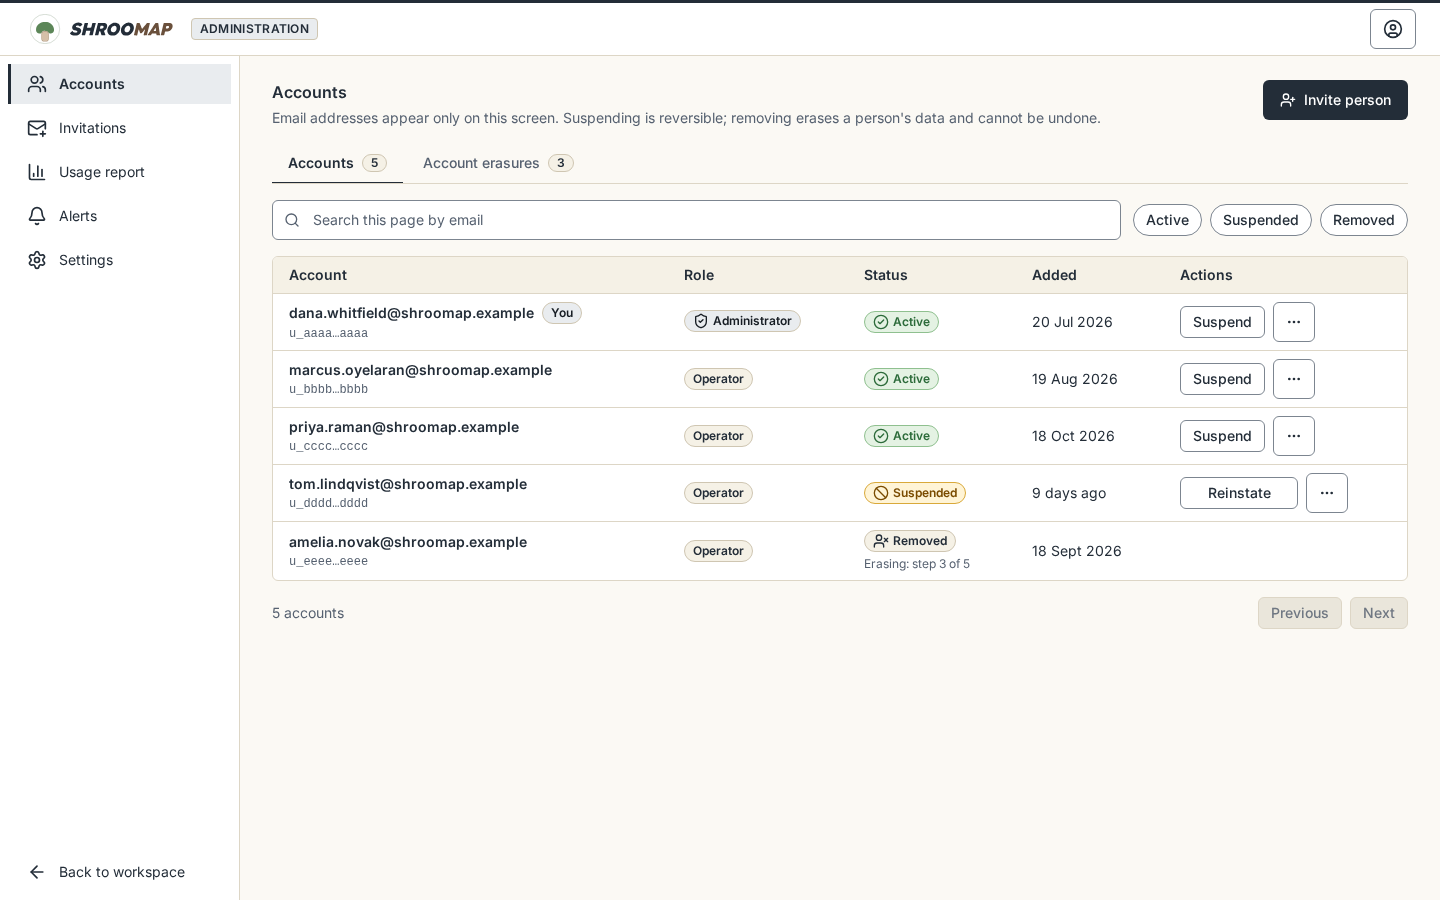 SHROOMAP ADMINISTRATION
Accounts
Invitations
Usage report
Alerts
Settings
Back to workspace
Accounts
Email addresses appear only on this screen. Suspending is reversible; removing erases a person's data and cannot be undone.
Invite person
Accounts 5 Account erasures 3
Search this page by email Active Suspended Removed
Account Role Status Added Actions
dana.whitfield@shroomap.example You Administrator Active 20 Jul 2026 Suspend ...
u_aaaa…aaaa
marcus.oyelaran@shroomap.example Operator Active 19 Aug 2026 Suspend ...
u_bbbb…bbbb
priya.raman@shroomap.example Operator Active 18 Oct 2026 Suspend ...
u_cccc…cccc
tom.lindqvist@shroomap.example Operator Suspended 9 days ago Reinstate ...
u_dddd…dddd
amelia.novak@shroomap.example Operator Removed 18 Sept 2026
u_eeee…eeee Erasing: step 3 of 5
5 accounts Previous Next